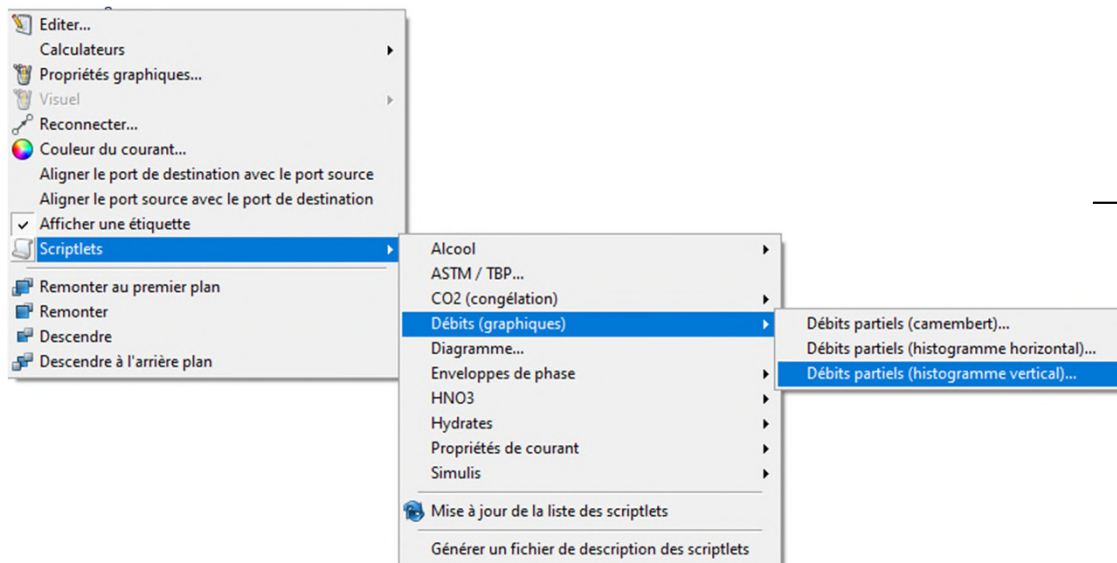 Editer...
Calculateurs
Propriétés graphiques...
Visuel
Reconnecter...
Couleur du courant...
Aligner le port de destination avec le port source
Aligner le port source avec le port de destination
Afficher une étiquette
Scriptlets
Remonter au premier plan
Remonter
Descendre
Descendre à l'arrière plan
Alcool
ASTM / TBP...
CO2 (congélation)
Débits (graphiques)
Diagramme...
Enveloppes de phase
HNO3
Hydrates
Propriétés de courant
Simulis
Mise à jour de la liste des scriptlets
Générer un fichier de description des scriptlets
Débits partiels (camembert)...
Débits partiels (histogramme horizontal)...
Débits partiels (histogramme vertical)...